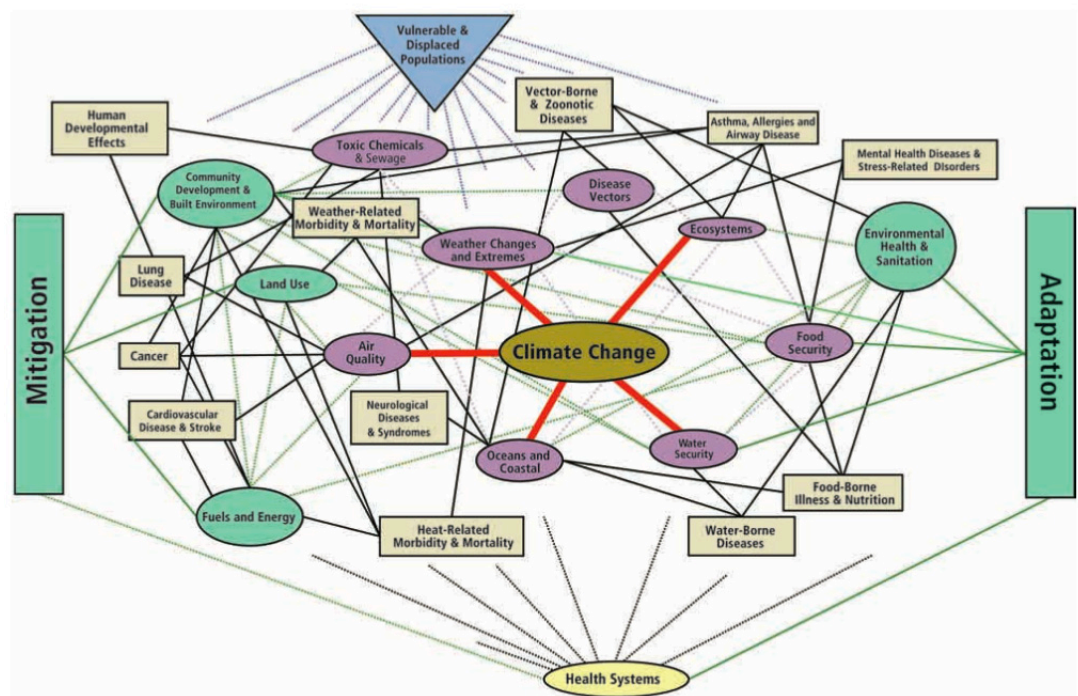 Vulnerable &
Displaced
Populations
Human
Developmental
Effects
Toxic Chemicals
& Sewage
Vector-Borne
& Zoonotic
Diseases
Asthma, Allergies and
Airway Disease
Mental Health Diseases &
Stress-Related Disorders
Community
Development &
Built Environment
Weather-Related
Morbidity & Mortality
Disease
Vectors
Ecosystems
Environmental
Health &
Sanitation
Weather Changes
and Extremes
Lung
Disease
Land Use
Mitigation
Adaptation
Cancer
Air
Quality
Climate Change
Food
Security
Cardiovascular
Disease & Stroke
Neurological
Diseases
& Syndromes
Oceans and
Coastal
Water
Security
Food-Borne
Illness & Nutrition
Fuels and Energy
Heat-Related
Morbidity & Mortality
Water-Borne
Diseases
Health Systems